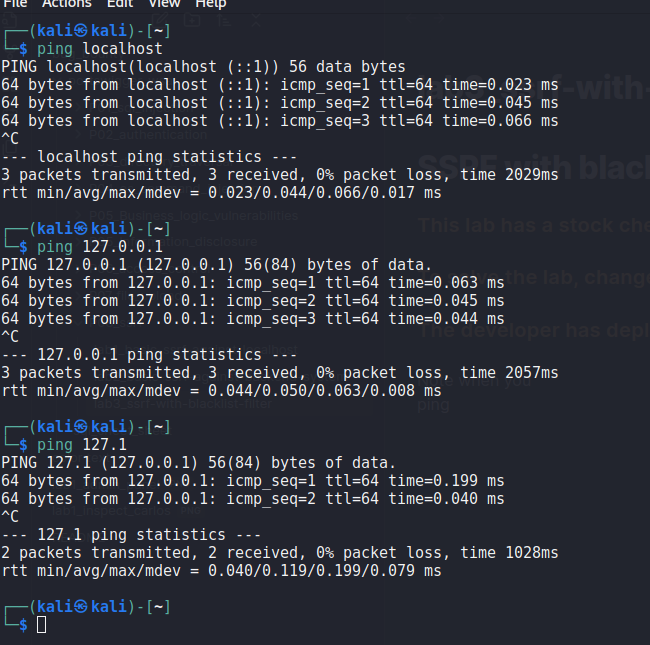 File Actions Edit View Help
┌──(kali㉿kali)-[~]
└─$ ping localhost
PING localhost(localhost (::1)) 56 data bytes
64 bytes from localhost (::1): icmp_seq=1 ttl=64 time=0.023 ms
64 bytes from localhost (::1): icmp_seq=2 ttl=64 time=0.045 ms
64 bytes from localhost (::1): icmp_seq=3 ttl=64 time=0.066 ms
^C
--- localhost ping statistics ---
3 packets transmitted, 3 received, 0% packet loss, time 2029ms
rtt min/avg/max/mdev = 0.023/0.044/0.066/0.017 ms
┌──(kali㉿kali)-[~]
└─$ ping 127.0.0.1
PING 127.0.0.1 (127.0.0.1) 56(84) bytes of data.
64 bytes from 127.0.0.1: icmp_seq=1 ttl=64 time=0.063 ms
64 bytes from 127.0.0.1: icmp_seq=2 ttl=64 time=0.045 ms
64 bytes from 127.0.0.1: icmp_seq=3 ttl=64 time=0.044 ms
^C
--- 127.0.0.1 ping statistics ---
3 packets transmitted, 3 received, 0% packet loss, time 2057ms
rtt min/avg/max/mdev = 0.044/0.050/0.063/0.008 ms
┌──(kali㉿kali)-[~]
└─$ ping 127.1
PING 127.1 (127.0.0.1) 56(84) bytes of data.
64 bytes from 127.0.0.1: icmp_seq=1 ttl=64 time=0.199 ms
64 bytes from 127.0.0.1: icmp_seq=2 ttl=64 time=0.040 ms
^C
--- 127.1 ping statistics ---
2 packets transmitted, 2 received, 0% packet loss, time 1028ms
rtt min/avg/max/mdev = 0.040/0.119/0.199/0.079 ms
┌──(kali㉿kali)-[~]
└─$
This lab has a stock
the lab, change
The developer has
when you
ping